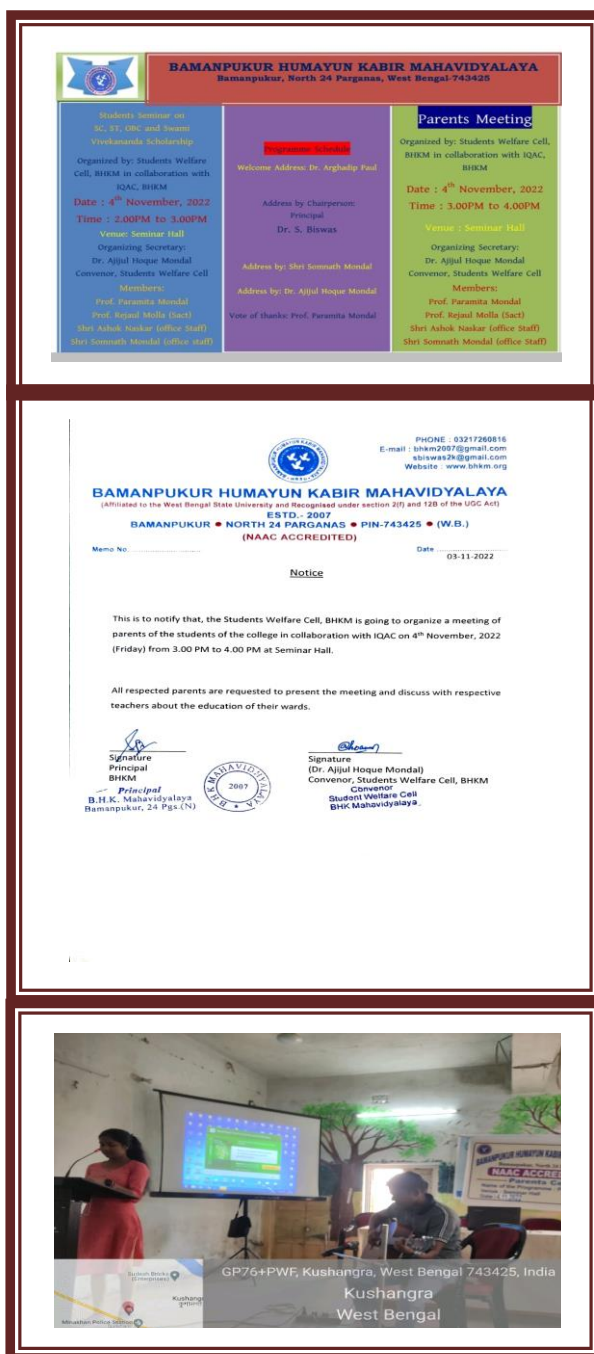 BAMANPUKUR HUMAYUN KABIR MAHAVIDYALAYA
Bamanpukur, North 24 Parganas, West Bengal-743425
Students Seminar on
SC, ST, OBC and Swami
Vivekananda Scholarship
Organized by: Students Welfare
Cell, BHKM in collaboration with
IQAC, BHKM
Date : 4th November, 2022
Time : 2.00PM to 3.00PM
Venue: Seminar Hall
Organizing Secretary:
Dr. Ajijul Hoque Mondal
Convenor, Students Welfare Cell
Members:
Prof. Paramita Mondal
Prof. Rejaul Molla (Sact)
Shri Ashok Naskar (office Staff)
Shri Somnath Mondal (office staff)
Programme Schedule
Welcome Address: Dr. Arghadip Paul
Address by Chairperson:
Principal
Dr. S. Biswas
Address by: Shri Somnath Mondal
Address by: Dr. Ajijul Hoque Mondal
Vote of thanks: Prof. Paramita Mondal
Parents Meeting
Organized by: Students Welfare Cell,
BHKM in collaboration with IQAC,
BHKM
Date : 4th November, 2022
Time : 3.00PM to 4.00PM
Venue : Seminar Hall
Organizing Secretary:
Dr. Ajijul Hoque Mondal
Convenor, Students Welfare Cell
Members:
Prof. Paramita Mondal
Prof. Rejaul Molla (Sact)
Shri Ashok Naskar (office Staff)
Shri Somnath Mondal (office Staff)
PHONE : 03217260816
E-mail : bhkm2007@gmail.com
sbiswas2k@gmail.com
Website : www.bhkm.org
BAMANPUKUR HUMAYUN KABIR MAHAVIDYALAYA
(Affiliated to the West Bengal State University and Recognised under section 2(f) and 12B of the UGC Act)
ESTD.- 2007
BAMANPUKUR ● NORTH 24 PARGANAS ● PIN-743425 ● (W.B.)
(NAAC ACCREDITED)
Memo No. Date
03-11-2022
Notice
This is to notify that, the Students Welfare Cell, BHKM is going to organize a meeting of
parents of the students of the college in collaboration with IQAC on 4th November, 2022
(Friday) from 3.00 PM to 4.00 PM at Seminar Hall.
All respected parents are requested to present the meeting and discuss with respective
teachers about the education of their wards.
Signature
Principal
BHKM
Principal
B.H.K. Mahavidyalaya
Bamanpukur, 24 Pgs.(N)
BHK MAHAVIDYALAYA
2007
Signature
(Dr. Ajijul Hoque Mondal)
Convenor, Students Welfare Cell, BHKM
Convenor
Student Welfare Cell
BHK Mahavidyalaya
BAMANPUKUR HUMAYUN KABIR
NAAC ACCRE
Parents
Name of the Programme
GP76+PWF, Kushangra, West Bengal 743425, India
Kushangra
West Bengal